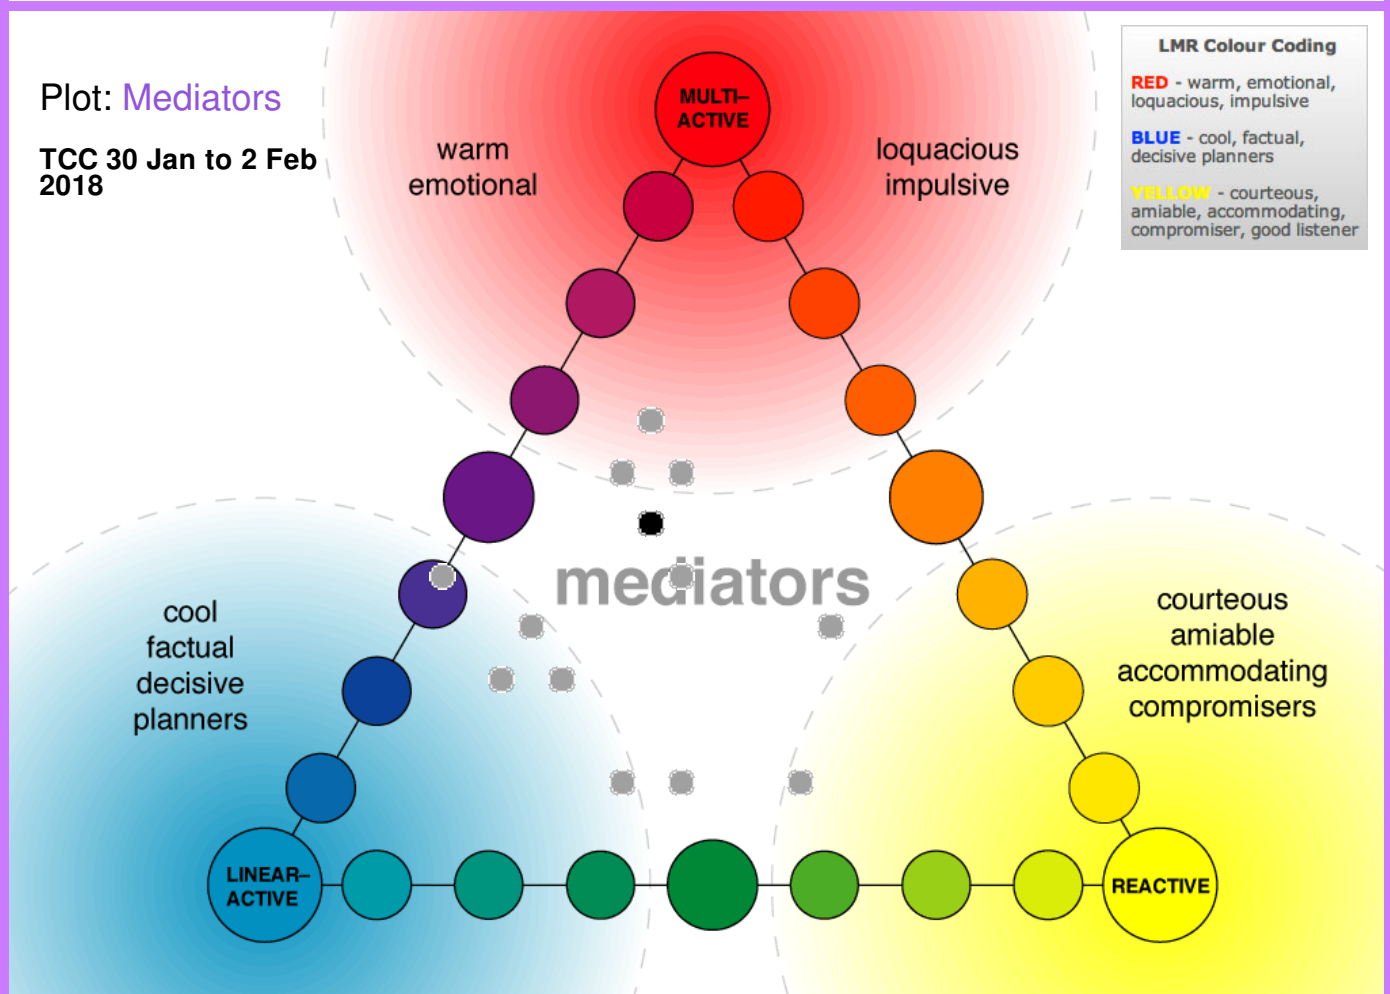 Plot: Mediators
TCC 30 Jan to 2 Feb
2018
MULTI–
ACTIVE
warm
emotional
loquacious
impulsive
LMR Colour Coding
RED - warm, emotional,
loquacious, impulsive
BLUE - cool, factual,
decisive planners
YELLOW - courteous,
amiable, accommodating,
compromiser, good listener
mediators
cool
factual
decisive
planners
courteous
amiable
accommodating
compromisers
LINEAR–
ACTIVE
REACTIVE